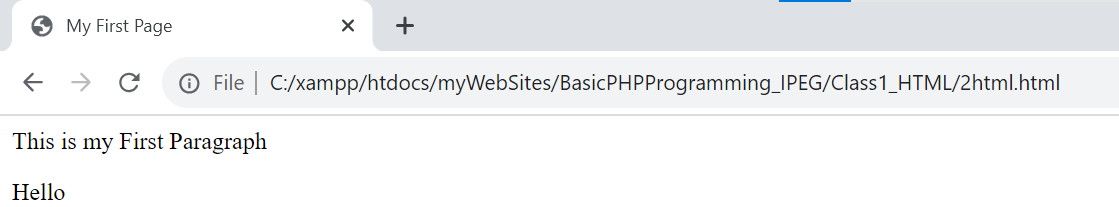 My First Page
File C:/xampp/htdocs/myWebSites/BasicPHPProgramming_IPEG/Class1_HTML/2html.html
This is my First Paragraph
Hello